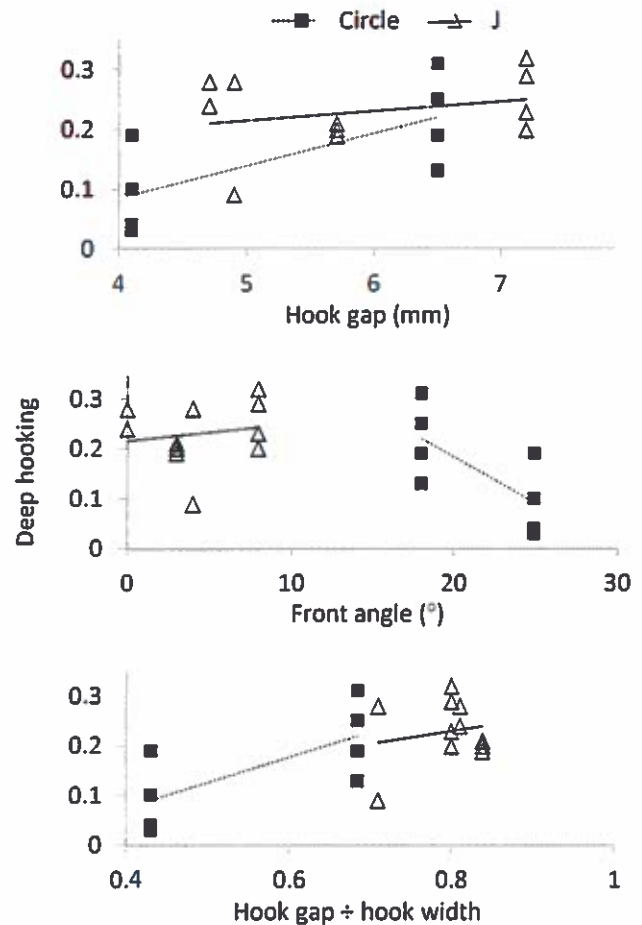 Circle J
0.3
0.2
0.1
0
4 5 6 7
Hook gap (mm)
Deep hooking
0.3
0.2
0.1
0
0 10 20 30
Front angle (°)
0.3
0.2
0.1
0
0.4 0.6 0.8 1
Hook gap ÷ hook width